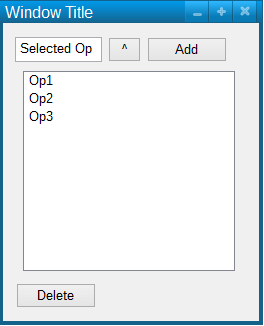 Window Title
Selected Op ^ Add
Op1
Op2
Op3
Delete